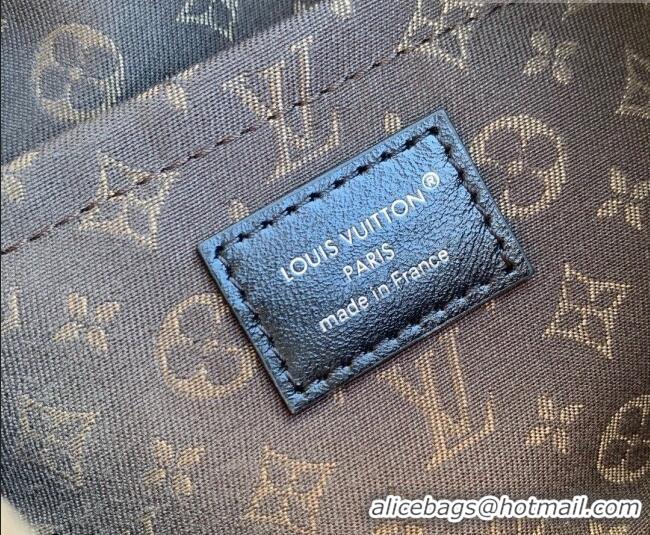 LOUIS VUITTON®
PARIS
made in France
alicebags@hotmail.com